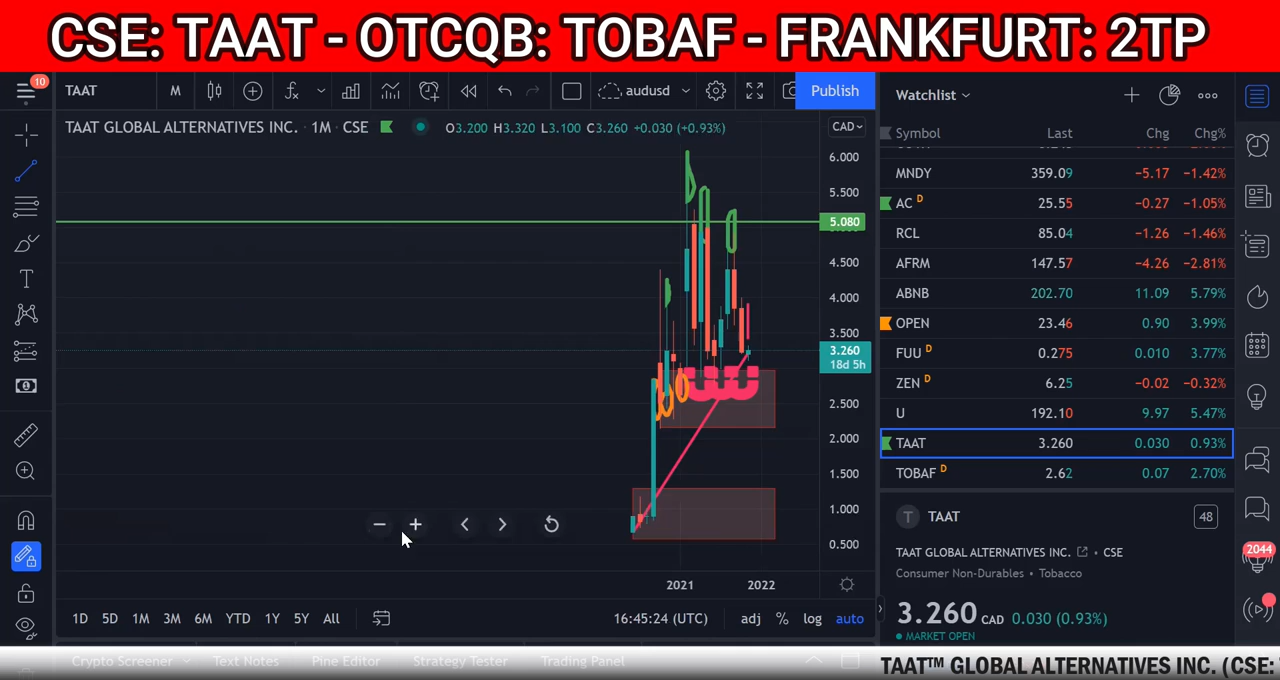 CSE: TAAT - OTCQB: TOBAF - FRANKFURT: 2TP
10
TAAT
M
audusd
Publish
TAAT GLOBAL ALTERNATIVES INC. · 1M · CSE
O3.200 H3.320 L3.100 C3.260 +0.030 (+0.93%)
CAD
6.000
5.500
5.080
4.500
4.000
3.500
3.260
18d 5h
2.500
2.000
1.500
1.000
0.500
2021
2022
1D 5D 1M 3M 6M YTD 1Y 5Y All
16:45:24 (UTC)
adj % log auto
Crypto Screener Text Notes Pine Editor Strategy Tester Trading Panel
Watchlist
Symbol Last Chg Chg%
MNDY 359.09 −5.17 −1.42%
AC D 25.55 −0.27 −1.05%
RCL 85.04 −1.26 −1.46%
AFRM 147.57 −4.26 −2.81%
ABNB 202.70 11.09 5.79%
OPEN 23.46 0.90 3.99%
FUU D 0.275 0.010 3.77%
ZEN D 6.25 −0.02 −0.32%
U 192.10 9.97 5.47%
TAAT 3.260 0.030 0.93%
TOBAF D 2.62 0.07 2.70%
T TAAT 48
TAAT GLOBAL ALTERNATIVES INC. · CSE
Consumer Non-Durables · Tobacco
3.260 CAD 0.030 (0.93%)
MARKET OPEN
2044
TAAT™ GLOBAL ALTERNATIVES INC. (CSE: